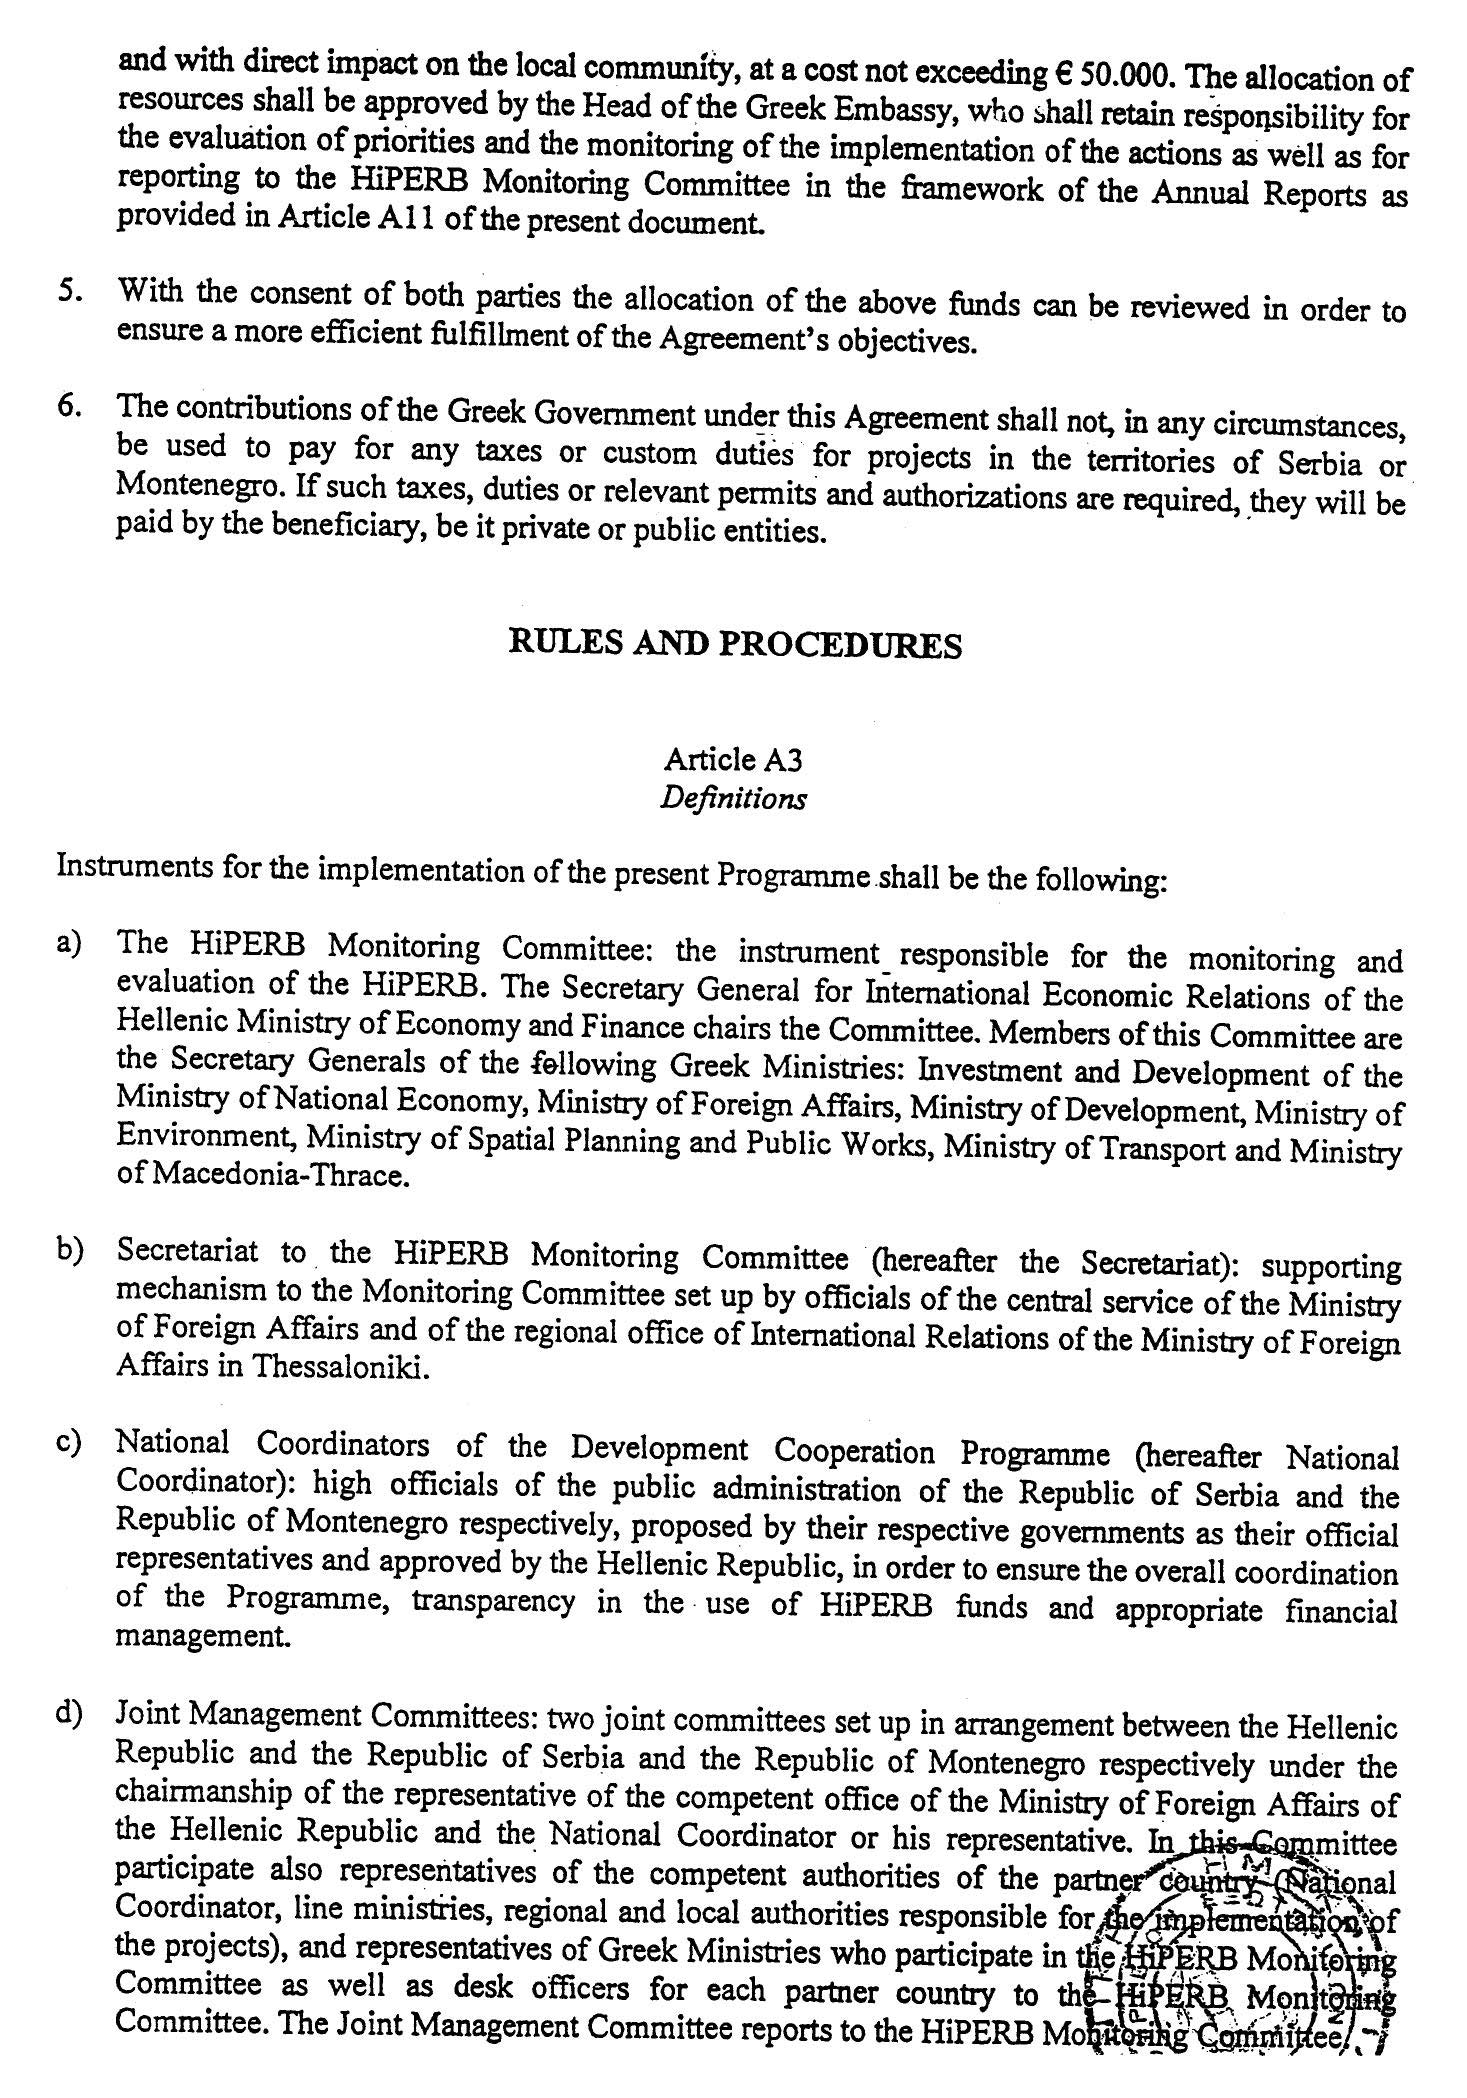 and with direct impact on the local community, at a cost not exceeding € 50.000. The allocation of
resources shall be approved by the Head of the Greek Embassy, who shall retain responsibility for
the evaluation of priorities and the monitoring of the implementation of the actions as well as for
reporting to the HiPERB Monitoring Committee in the framework of the Annual Reports as
provided in Article A11 of the present document.
5. With the consent of both parties the allocation of the above funds can be reviewed in order to
ensure a more efficient fulfillment of the Agreement's objectives.
6. The contributions of the Greek Government under this Agreement shall not, in any circumstances,
be used to pay for any taxes or custom duties for projects in the territories of Serbia or
Montenegro. If such taxes, duties or relevant permits and authorizations are required, they will be
paid by the beneficiary, be it private or public entities.
RULES AND PROCEDURES
Article A3
Definitions
Instruments for the implementation of the present Programme shall be the following:
a) The HiPERB Monitoring Committee: the instrument responsible for the monitoring and
evaluation of the HiPERB. The Secretary General for International Economic Relations of the
Hellenic Ministry of Economy and Finance chairs the Committee. Members of this Committee are
the Secretary Generals of the following Greek Ministries: Investment and Development of the
Ministry of National Economy, Ministry of Foreign Affairs, Ministry of Development, Ministry of
Environment, Ministry of Spatial Planning and Public Works, Ministry of Transport and Ministry
of Macedonia-Thrace.
b) Secretariat to the HiPERB Monitoring Committee (hereafter the Secretariat): supporting
mechanism to the Monitoring Committee set up by officials of the central service of the Ministry
of Foreign Affairs and of the regional office of International Relations of the Ministry of Foreign
Affairs in Thessaloniki.
c) National Coordinators of the Development Cooperation Programme (hereafter National
Coordinator): high officials of the public administration of the Republic of Serbia and the
Republic of Montenegro respectively, proposed by their respective governments as their official
representatives and approved by the Hellenic Republic, in order to ensure the overall coordination
of the Programme, transparency in the use of HiPERB funds and appropriate financial
management.
d) Joint Management Committees: two joint committees set up in arrangement between the Hellenic
Republic and the Republic of Serbia and the Republic of Montenegro respectively under the
chairmanship of the representative of the competent office of the Ministry of Foreign Affairs of
the Hellenic Republic and the National Coordinator or his representative. In this Committee
participate also representatives of the competent authorities of the partner country (National
Coordinator, line ministries, regional and local authorities responsible for the implementation of
the projects), and representatives of Greek Ministries who participate in the HiPERB Monitoring
Committee as well as desk officers for each partner country to the HiPERB Monitoring
Committee. The Joint Management Committee reports to the HiPERB Monitoring Committee.